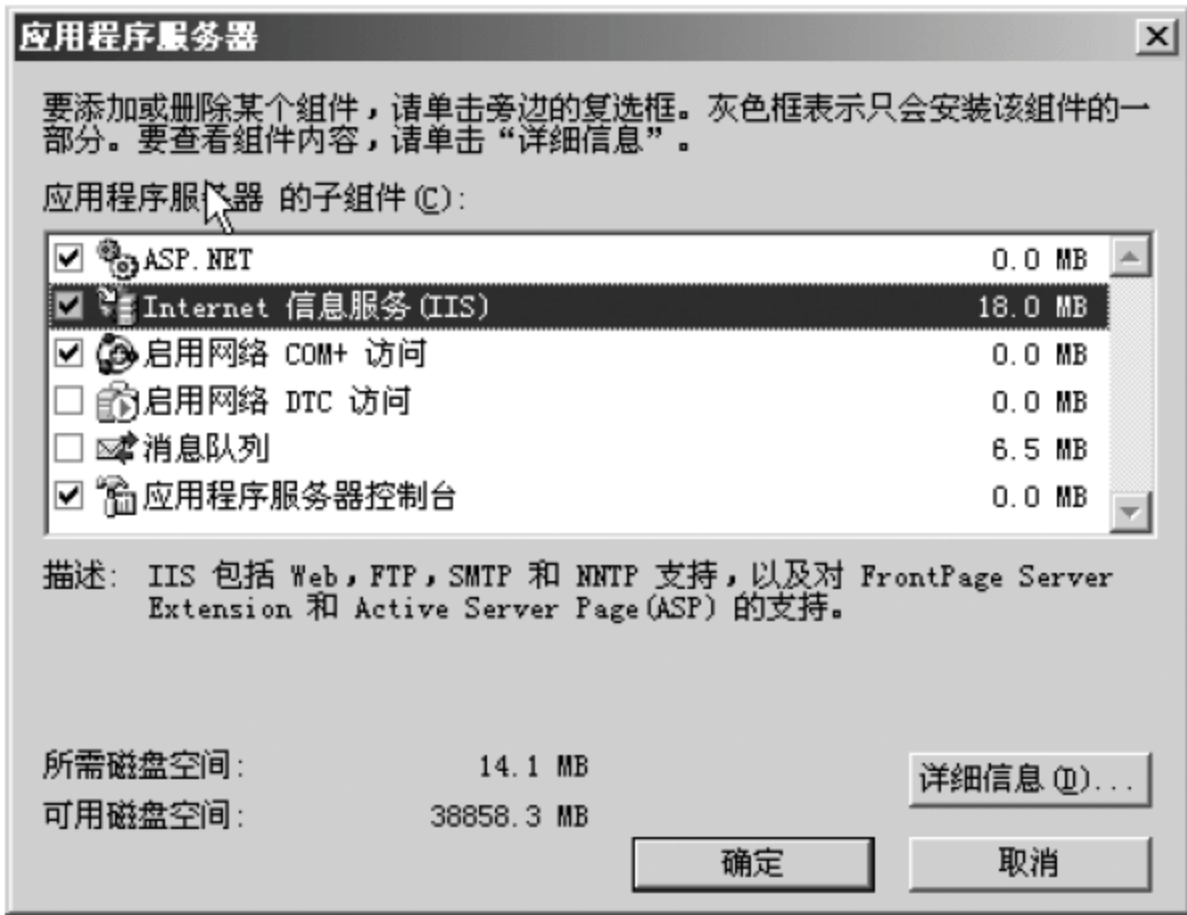 应用程序服务器
要添加或删除某个组件，请单击旁边的复选框。灰色框表示只会安装该组件的一
部分。要查看组件内容，请单击“详细信息”。
应用程序服务器 的子组件(C):
ASP.NET 0.0 MB
Internet 信息服务(IIS) 18.0 MB
启用网络 COM+ 访问 0.0 MB
启用网络 DTC 访问 0.0 MB
消息队列 6.5 MB
应用程序服务器控制台 0.0 MB
描述: IIS 包括 Web，FTP，SMTP 和 NNTP 支持，以及对 FrontPage Server
Extension 和 Active Server Page(ASP) 的支持。
所需磁盘空间: 14.1 MB
详细信息(D)...
可用磁盘空间: 38858.3 MB
确定 取消